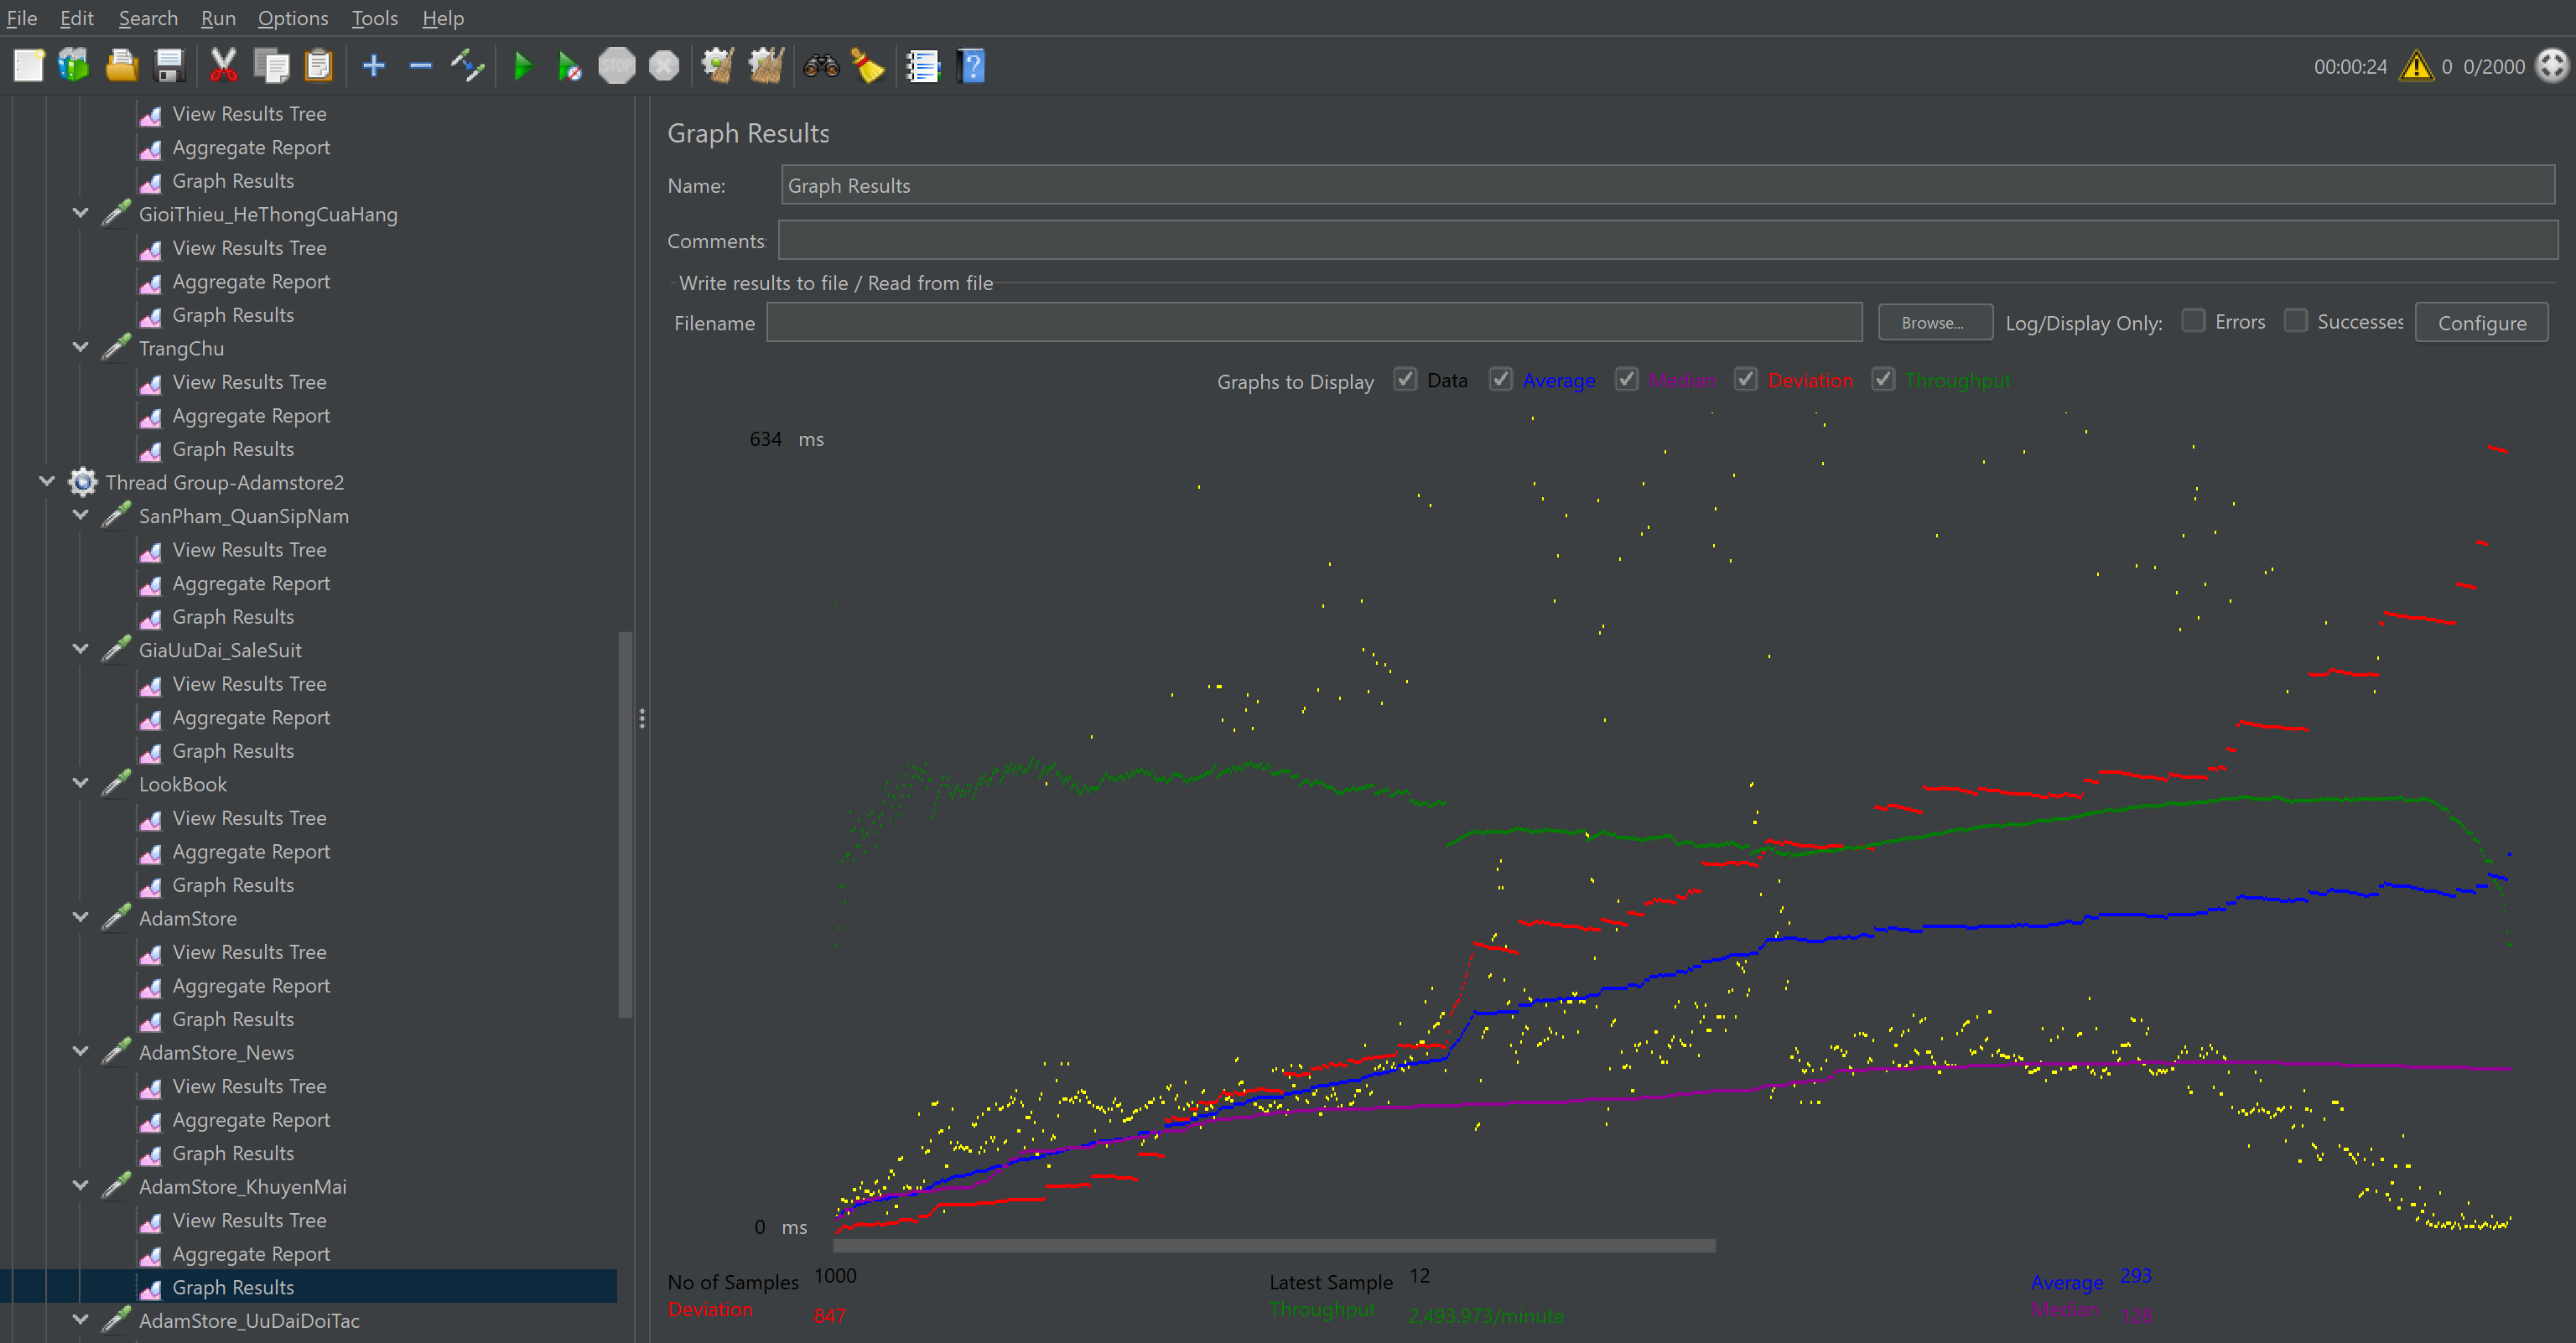 File Edit Search Run Options Tools Help
STOP
00:00:24 0 0/2000
View Results Tree
Aggregate Report
Graph Results
GioiThieu_HeThongCuaHang
View Results Tree
Aggregate Report
Graph Results
TrangChu
View Results Tree
Aggregate Report
Graph Results
Thread Group-Adamstore2
SanPham_QuanSipNam
View Results Tree
Aggregate Report
Graph Results
GiaUuDai_SaleSuit
View Results Tree
Aggregate Report
Graph Results
LookBook
View Results Tree
Aggregate Report
Graph Results
AdamStore
View Results Tree
Aggregate Report
Graph Results
AdamStore_News
View Results Tree
Aggregate Report
Graph Results
AdamStore_KhuyenMai
View Results Tree
Aggregate Report
Graph Results
AdamStore_UuDaiDoiTac
Graph Results
Name: Graph Results
Comments:
Write results to file / Read from file
Filename Browse... Log/Display Only: Errors Successes Configure
Graphs to Display Data Average Median Deviation Throughput
634 ms
0 ms
No of Samples 1000 Latest Sample 12 Average 293
Deviation 847 Throughput 2,493.973/minute Median 128